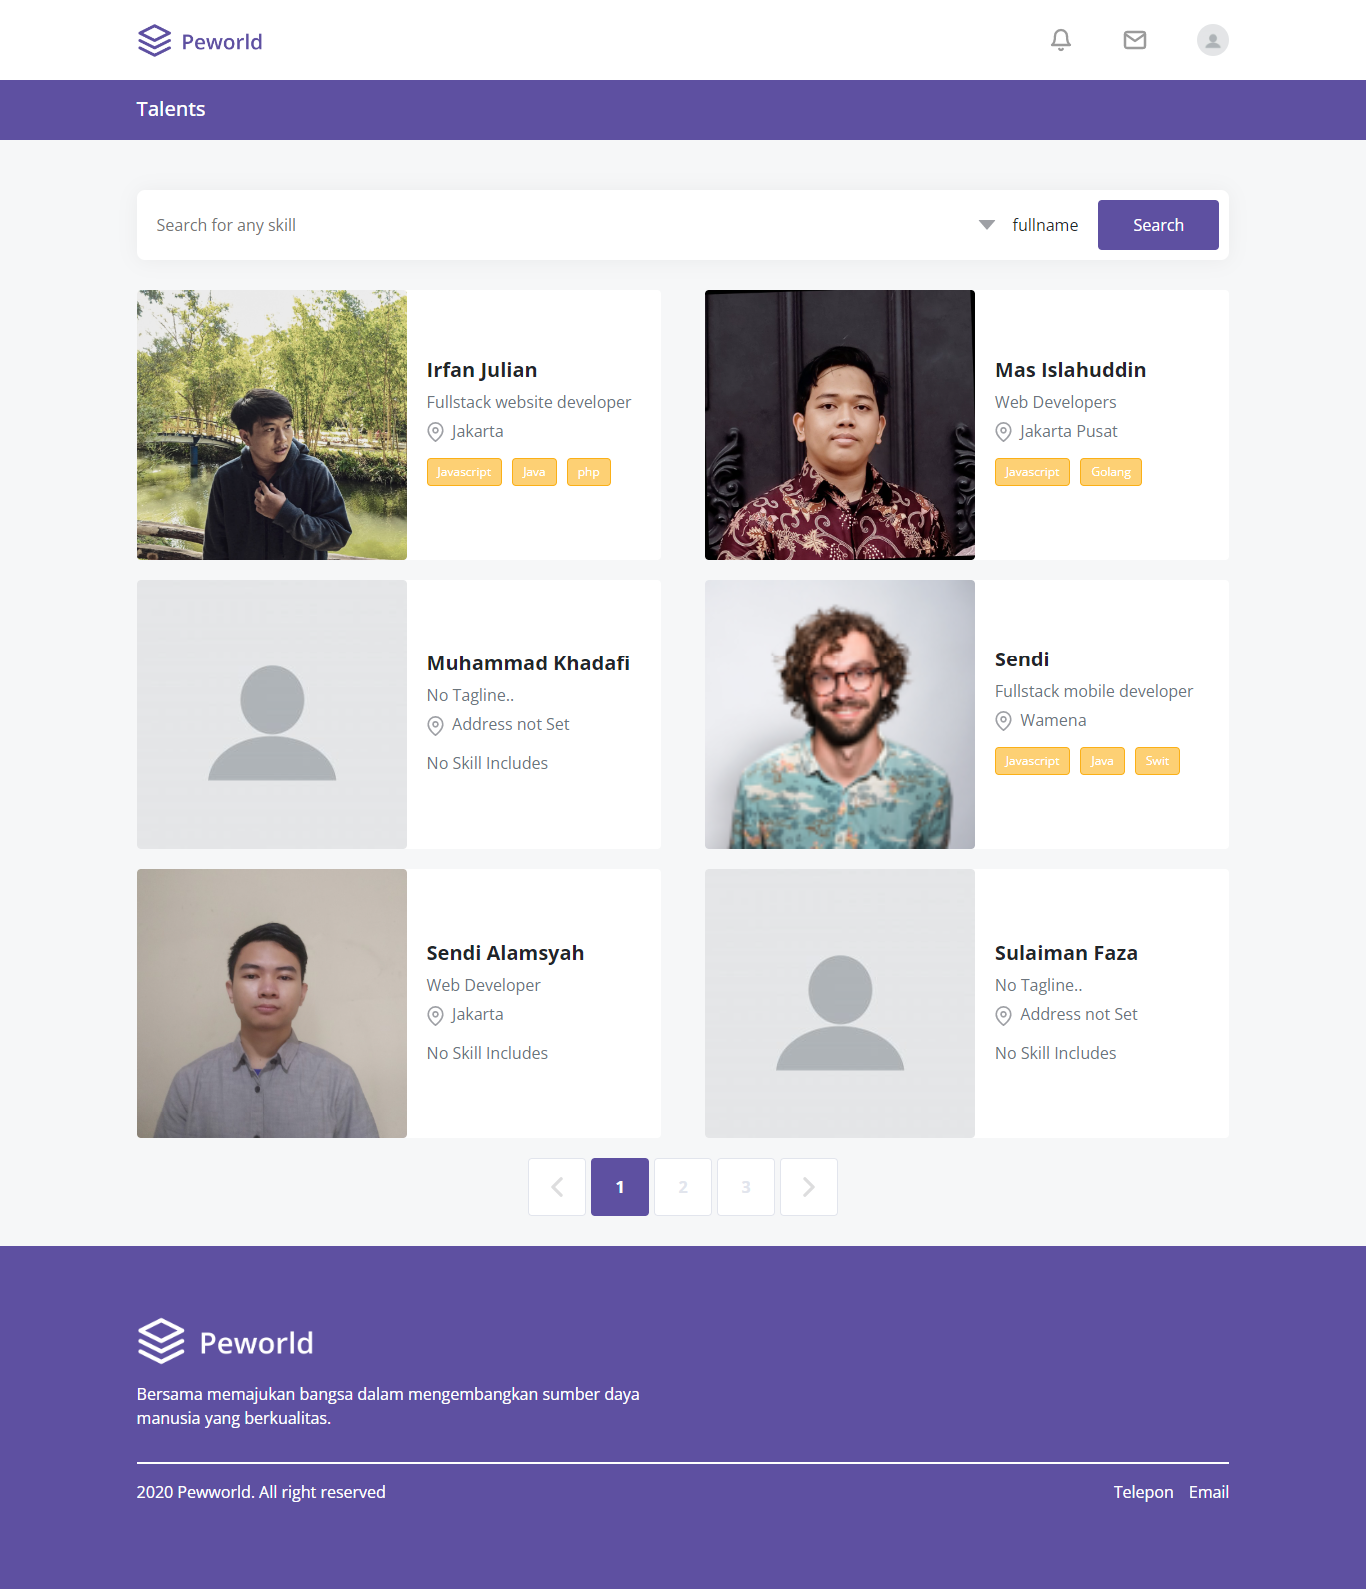 Peworld
Talents
Search for any skill
fullname
Search
Irfan Julian
Fullstack website developer
Jakarta
Javascript Java php
Mas Islahuddin
Web Developers
Jakarta Pusat
Javascript Golang
Muhammad Khadafi
No Tagline..
Address not Set
No Skill Includes
Sendi
Fullstack mobile developer
Wamena
Javascript Java Swit
Sendi Alamsyah
Web Developer
Jakarta
No Skill Includes
Sulaiman Faza
No Tagline..
Address not Set
No Skill Includes
1 2 3
Peworld
Bersama memajukan bangsa dalam mengembangkan sumber daya
manusia yang berkualitas.
2020 Pewworld. All right reserved
Telepon Email